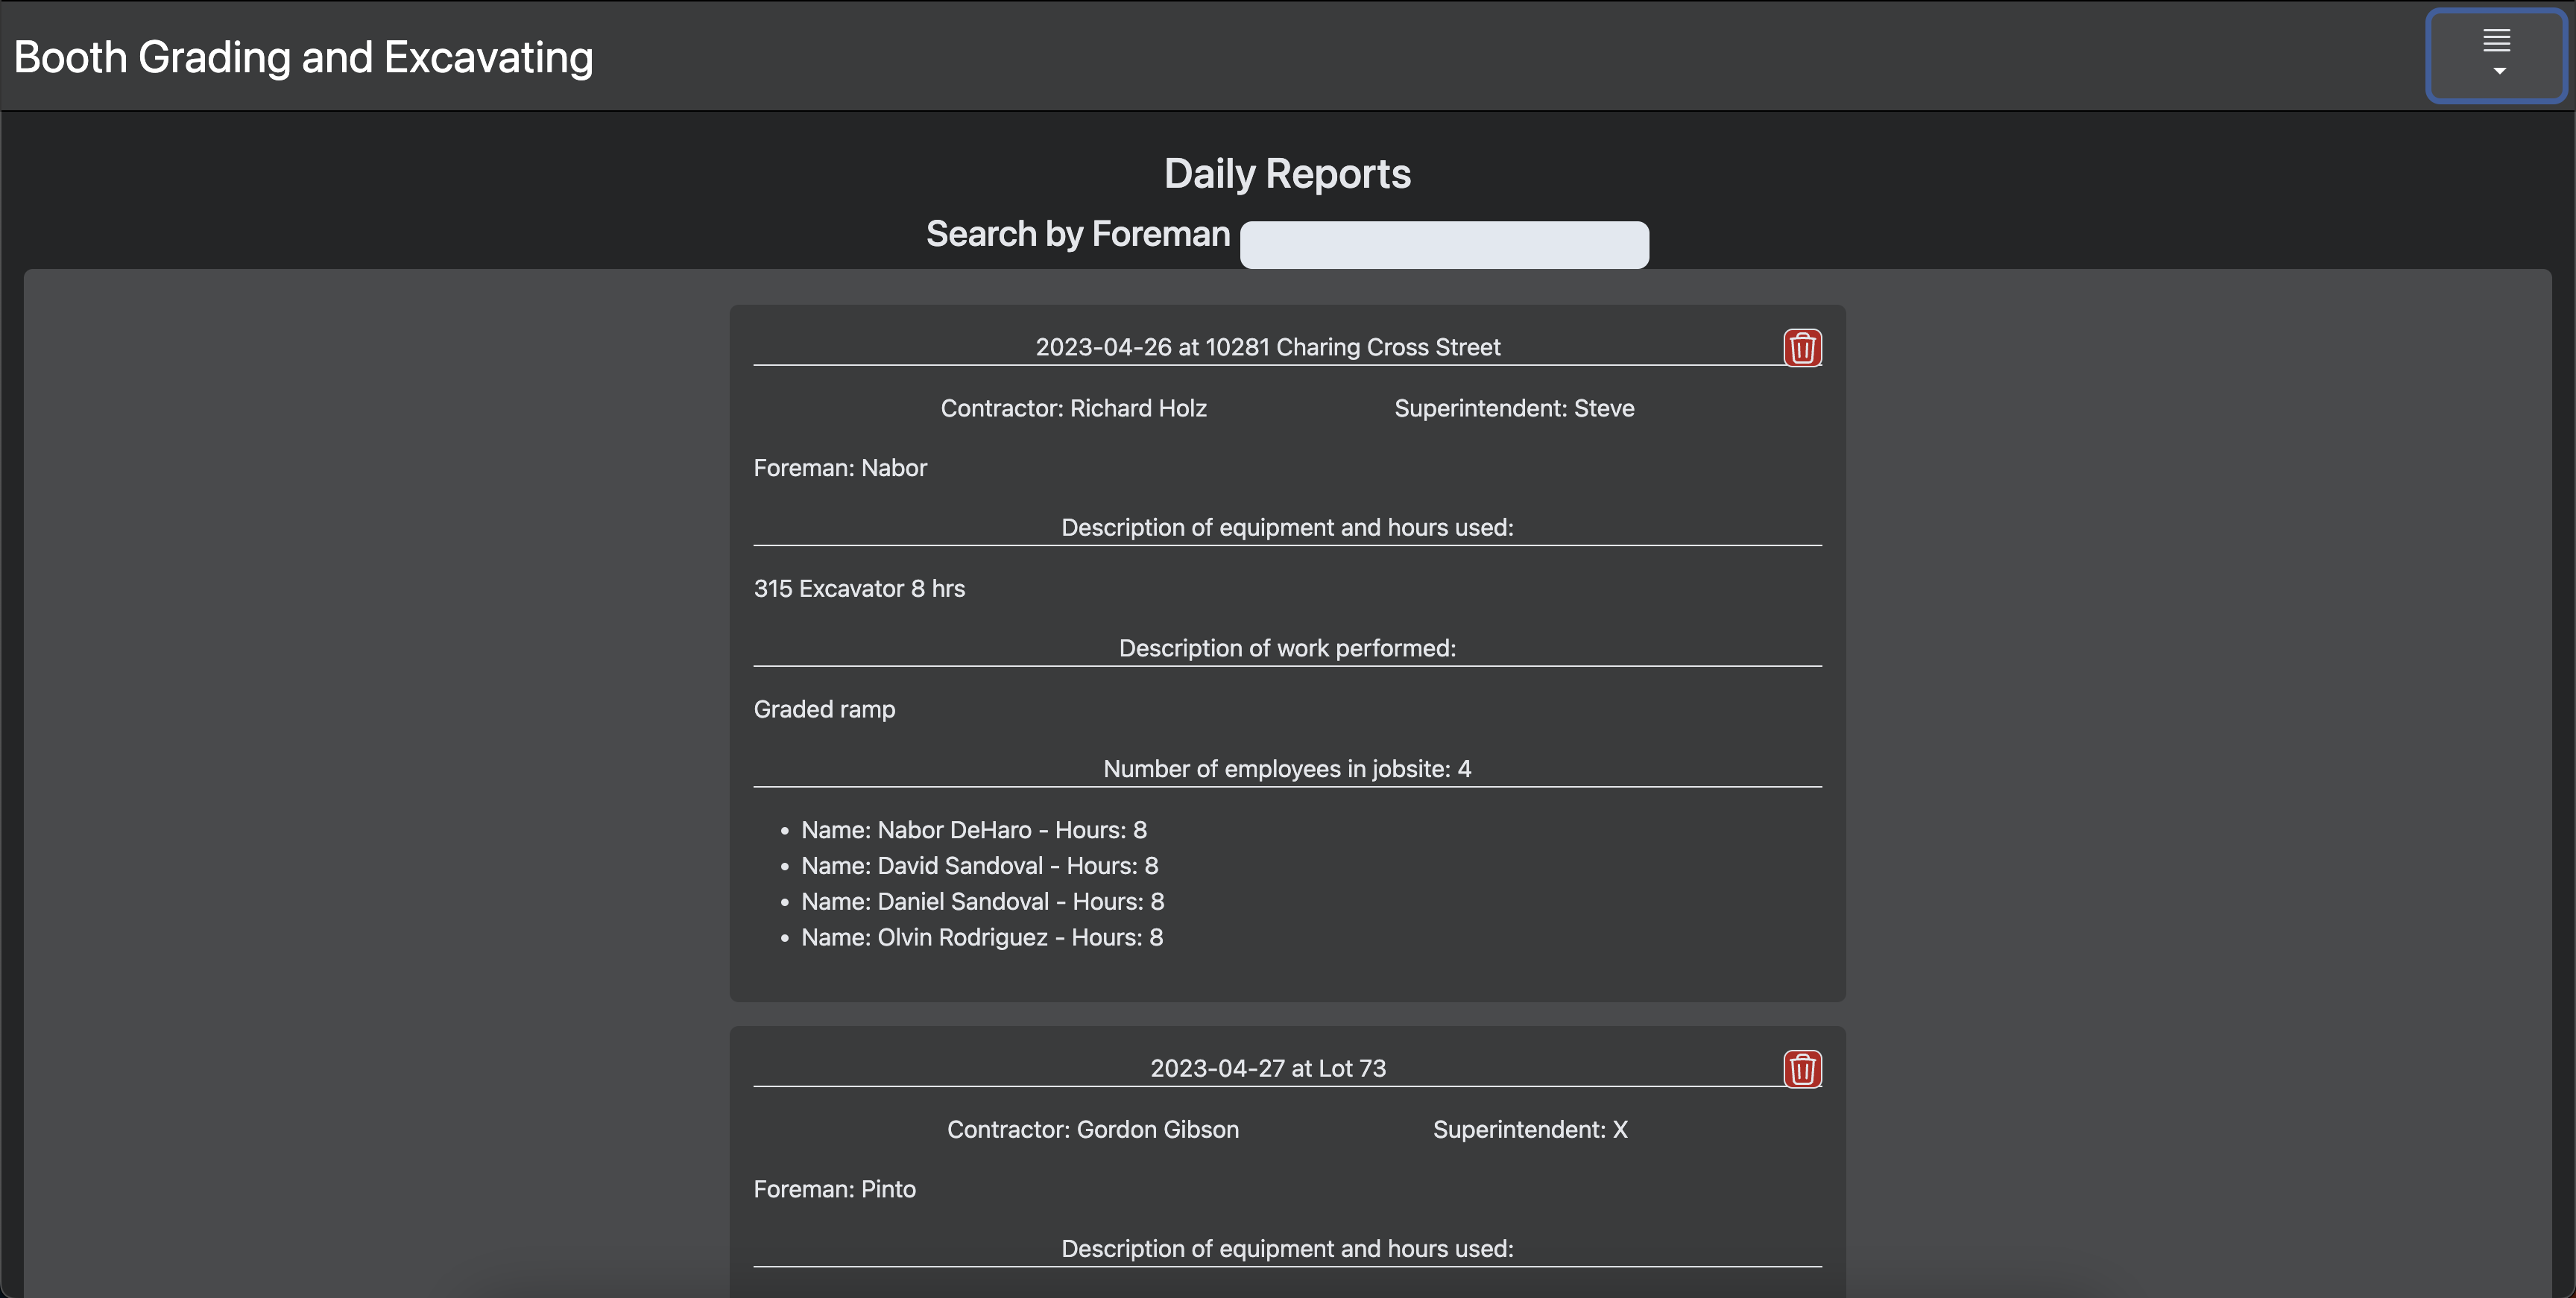 Booth Grading and Excavating
Daily Reports
Search by Foreman
2023-04-26 at 10281 Charing Cross Street
Contractor: Richard Holz Superintendent: Steve
Foreman: Nabor
Description of equipment and hours used:
315 Excavator 8 hrs
Description of work performed:
Graded ramp
Number of employees in jobsite: 4
• Name: Nabor DeHaro - Hours: 8
• Name: David Sandoval - Hours: 8
• Name: Daniel Sandoval - Hours: 8
• Name: Olvin Rodriguez - Hours: 8
2023-04-27 at Lot 73
Contractor: Gordon Gibson Superintendent: X
Foreman: Pinto
Description of equipment and hours used: